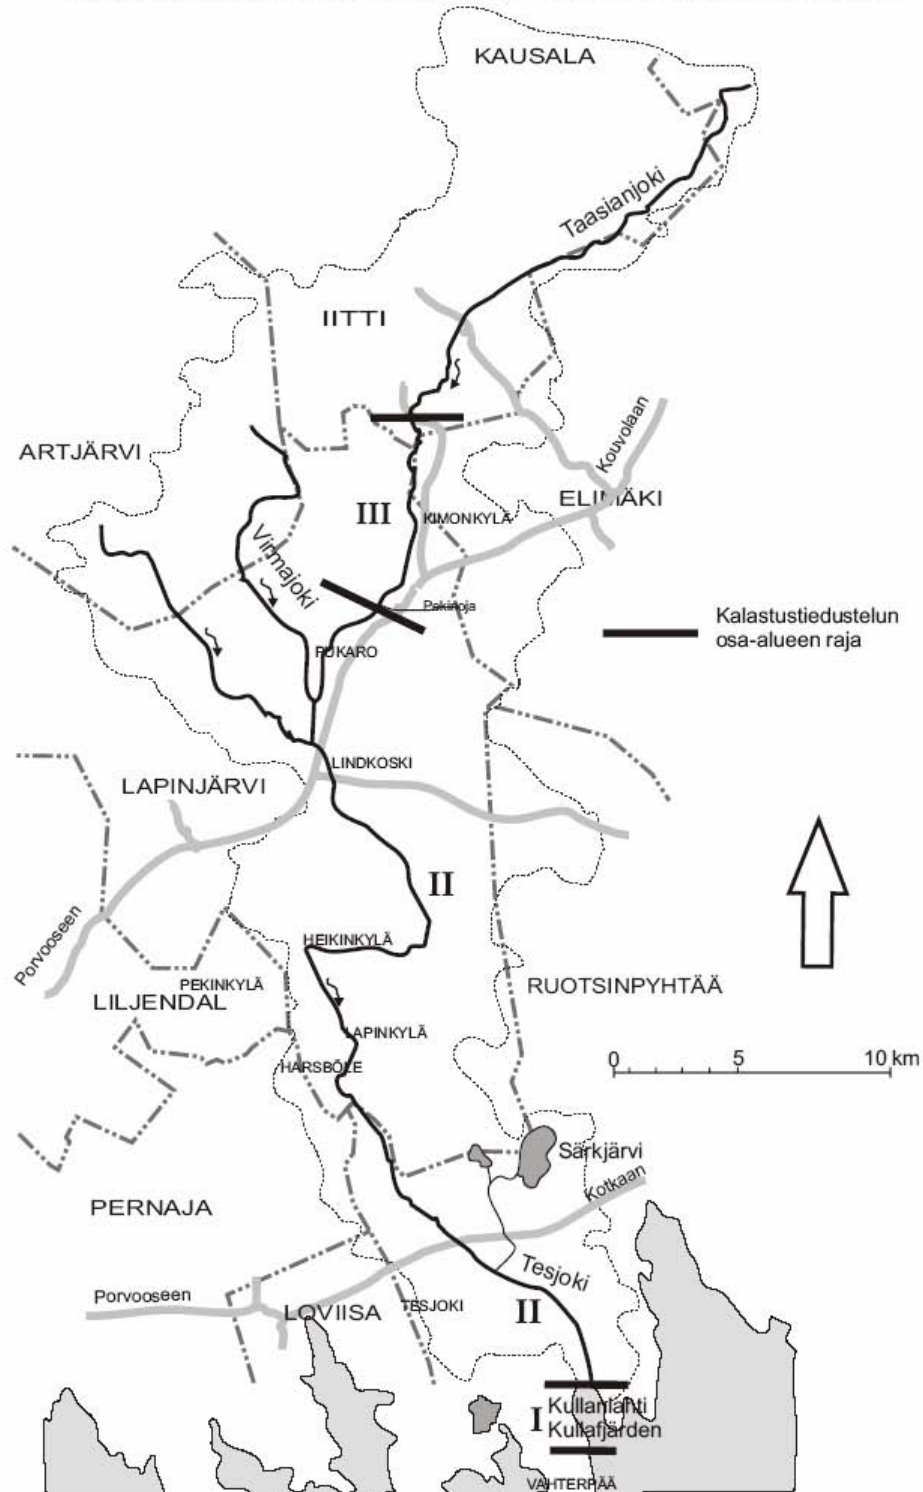 KAUSALA
Taasianjoki
IITTI
Kouvolaan
ARTJÄRVI
ELIMÄKI
III
KIMONKYLÄ
Virmajoki
Pakinoja
Kalastustiedustelun
osa-alueen raja
PUKARO
LINDKOSKI
LAPINJÄRVI
II
Porvooseen
HEIKINKYLÄ
PEKINKYLÄ
RUOTSINPYHTÄÄ
LILJENDAL
LAPINKYLÄ
0 5 10 km
HARSBÖLE
Särkjärvi
Kotkaan
PERNAJA
Tesjoki
Porvooseen
TESJOKI
LOVIISA
II
I
Kullanlahti
Kullafjärden
VAHTERPÄÄ